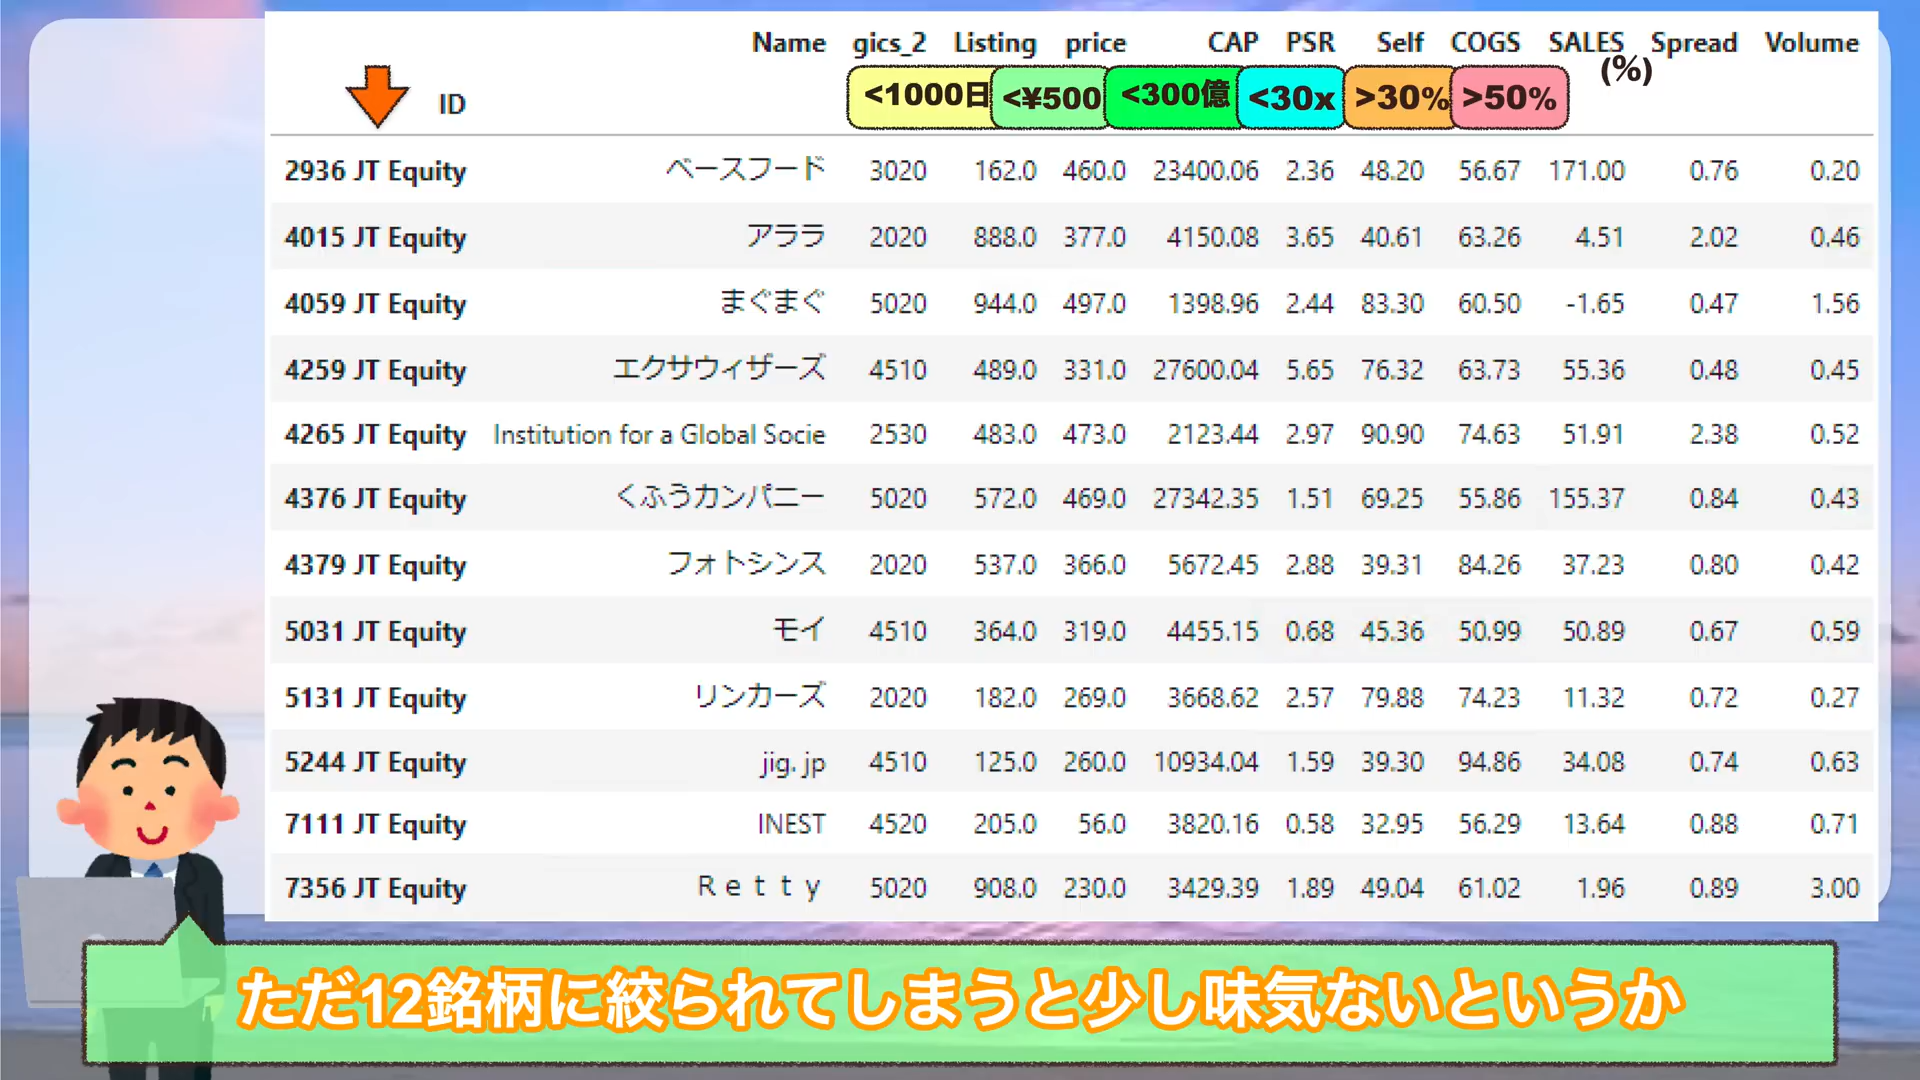 Name gics_2 Listing price CAP PSR Self COGS SALES Spread Volume
(%)
ID <1000日 <¥500 <300億 <30x >30% >50%
2936 JT Equity ベースフード 3020 162.0 460.0 23400.06 2.36 48.20 56.67 171.00 0.76 0.20
4015 JT Equity アララ 2020 888.0 377.0 4150.08 3.65 40.61 63.26 4.51 2.02 0.46
4059 JT Equity まぐまぐ 5020 944.0 497.0 1398.96 2.44 83.30 60.50 -1.65 0.47 1.56
4259 JT Equity エクサウィザーズ 4510 489.0 331.0 27600.04 5.65 76.32 63.73 55.36 0.48 0.45
4265 JT Equity Institution for a Global Socie 2530 483.0 473.0 2123.44 2.97 90.90 74.63 51.91 2.38 0.52
4376 JT Equity くふうカンパニー 5020 572.0 469.0 27342.35 1.51 69.25 55.86 155.37 0.84 0.43
4379 JT Equity フォトシンス 2020 537.0 366.0 5672.45 2.88 39.31 84.26 37.23 0.80 0.42
5031 JT Equity モイ 4510 364.0 319.0 4455.15 0.68 45.36 50.99 50.89 0.67 0.59
5131 JT Equity リンカーズ 2020 182.0 269.0 3668.62 2.57 79.88 74.23 11.32 0.72 0.27
5244 JT Equity jig.jp 4510 125.0 260.0 10934.04 1.59 39.30 94.86 34.08 0.74 0.63
7111 JT Equity INEST 4520 205.0 56.0 3820.16 0.58 32.95 56.29 13.64 0.88 0.71
7356 JT Equity Ｒｅｔｔｙ 5020 908.0 230.0 3429.39 1.89 49.04 61.02 1.96 0.89 3.00
ただ12銘柄に絞られてしまうと少し味気ないというか